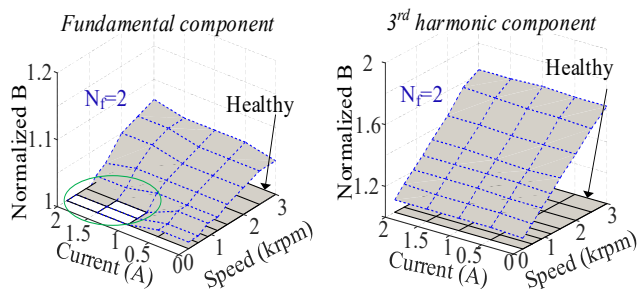 Fundamental component
1.2
1.1
1
Normalized B
N_f=2
Healthy
2
1.5
1
0.5
0
Current (A)
0
1
2
3
Speed (krpm)
3rd harmonic component
2
1.6
1.2
Normalized B
N_f=2
Healthy
2
1.5
1
0.5
0
Current (A)
0
1
2
3
Speed (krpm)